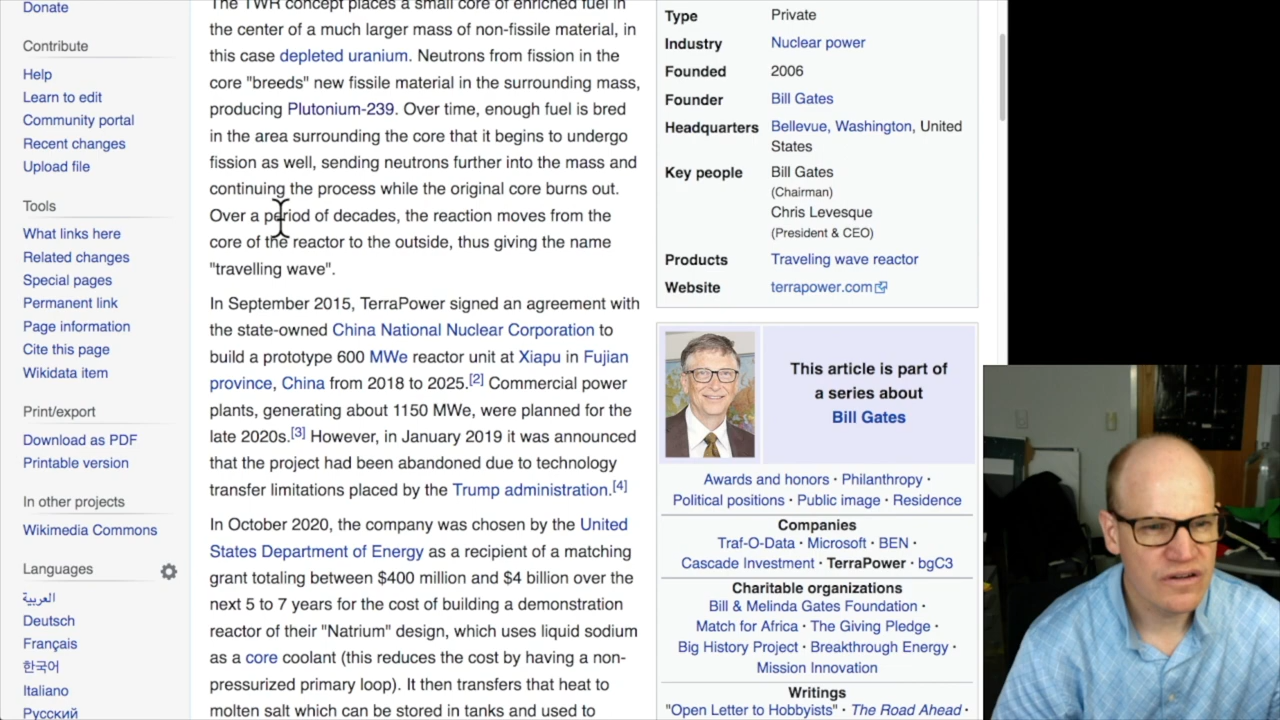 Donate
Contribute
Help
Learn to edit
Community portal
Recent changes
Upload file
Tools
What links here
Related changes
Special pages
Permanent link
Page information
Cite this page
Wikidata item
Print/export
Download as PDF
Printable version
In other projects
Wikimedia Commons
Languages
العربية
Deutsch
Français
한국어
Italiano
Русский
The TWR concept places a small core of enriched fuel in
the center of a much larger mass of non-fissile material, in
this case depleted uranium. Neutrons from fission in the
core "breeds" new fissile material in the surrounding mass,
producing Plutonium-239. Over time, enough fuel is bred
in the area surrounding the core that it begins to undergo
fission as well, sending neutrons further into the mass and
continuing the process while the original core burns out.
Over a period of decades, the reaction moves from the
core of the reactor to the outside, thus giving the name
"travelling wave".
In September 2015, TerraPower signed an agreement with
the state-owned China National Nuclear Corporation to
build a prototype 600 MWe reactor unit at Xiapu in Fujian
province, China from 2018 to 2025.[2] Commercial power
plants, generating about 1150 MWe, were planned for the
late 2020s.[3] However, in January 2019 it was announced
that the project had been abandoned due to technology
transfer limitations placed by the Trump administration.[4]
In October 2020, the company was chosen by the United
States Department of Energy as a recipient of a matching
grant totaling between $400 million and $4 billion over the
next 5 to 7 years for the cost of building a demonstration
reactor of their "Natrium" design, which uses liquid sodium
as a core coolant (this reduces the cost by having a non-
pressurized primary loop). It then transfers that heat to
molten salt which can be stored in tanks and used to
Type Private
Industry Nuclear power
Founded 2006
Founder Bill Gates
Headquarters Bellevue, Washington, United
States
Key people Bill Gates
(Chairman)
Chris Levesque
(President & CEO)
Products Traveling wave reactor
Website terrapower.com
This article is part of
a series about
Bill Gates
Awards and honors · Philanthropy ·
Political positions · Public image · Residence
Companies
Traf-O-Data · Microsoft · BEN ·
Cascade Investment · TerraPower · bgC3
Charitable organizations
Bill & Melinda Gates Foundation ·
Match for Africa · The Giving Pledge ·
Big History Project · Breakthrough Energy ·
Mission Innovation
Writings
"Open Letter to Hobbyists" · The Road Ahead ·